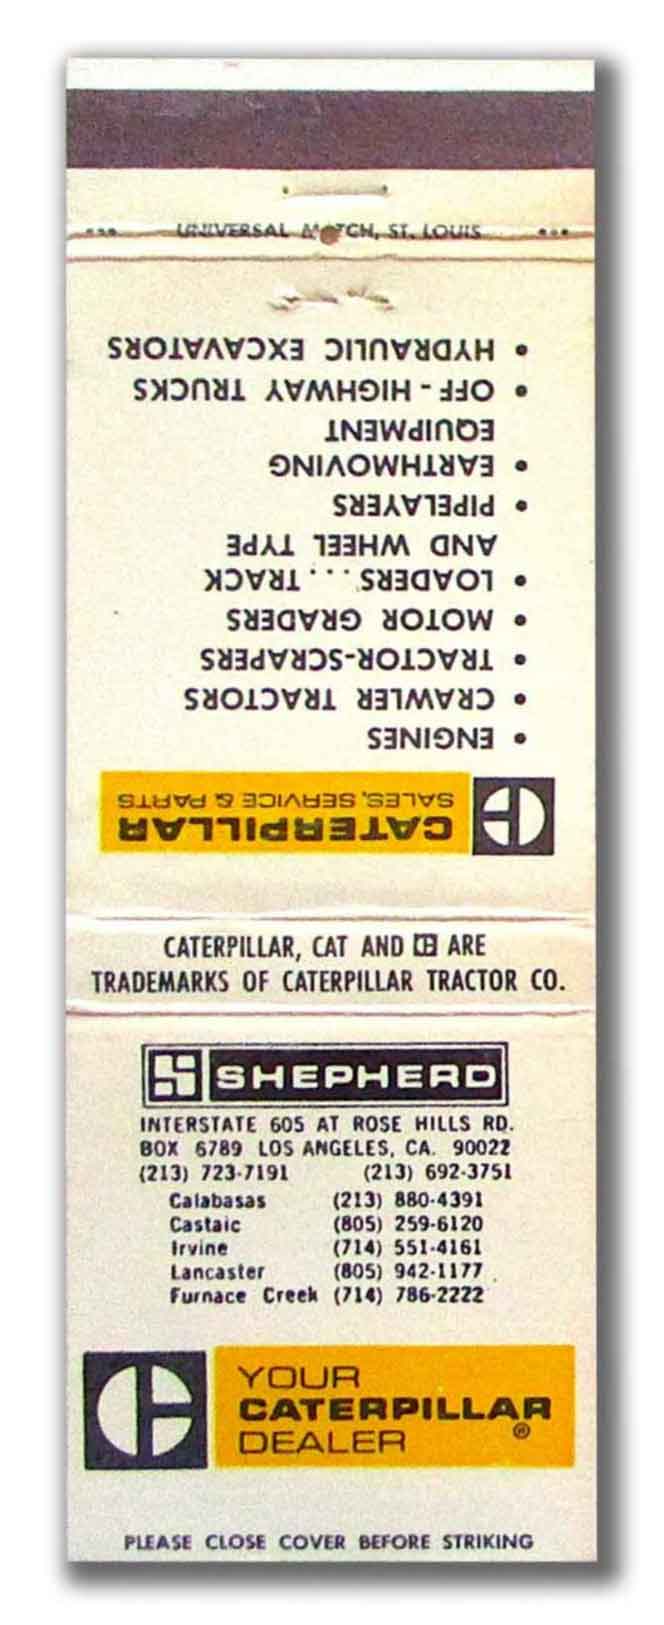 UNIVERSAL MATCH, ST. LOUIS
CATERPILLAR
SALES, SERVICE & PARTS
• ENGINES
• CRAWLER TRACTORS
• TRACTOR-SCRAPERS
• MOTOR GRADERS
• LOADERS . . . TRACK
AND WHEEL TYPE
• PIPELAYERS
• EARTHMOVING
EQUIPMENT
• OFF - HIGHWAY TRUCKS
• HYDRAULIC EXCAVATORS
CATERPILLAR, CAT AND C ARE
TRADEMARKS OF CATERPILLAR TRACTOR CO.
S SHEPHERD
INTERSTATE 605 AT ROSE HILLS RD.
BOX 6789 LOS ANGELES, CA. 90022
(213) 723-7191 (213) 692-3751
Calabasas (213) 880-4391
Castaic (805) 259-6120
Irvine (714) 551-4161
Lancaster (805) 942-1177
Furnace Creek (714) 786-2222
YOUR
CATERPILLAR
DEALER ®
PLEASE CLOSE COVER BEFORE STRIKING